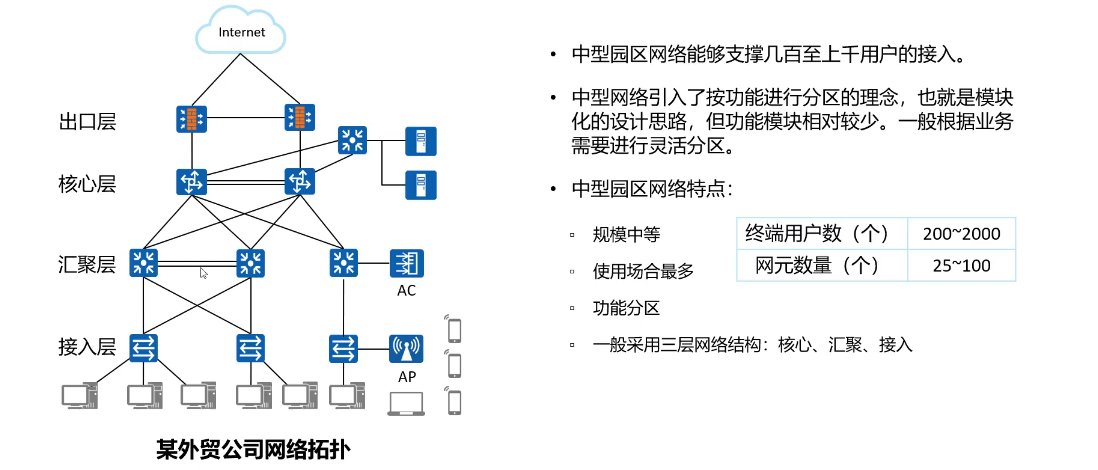 Internet
出口层
核心层
汇聚层
AC
接入层
AP
某外贸公司网络拓扑
• 中型园区网络能够支撑几百至上千用户的接入。
• 中型网络引入了按功能进行分区的理念，也就是模块
化的设计思路，但功能模块相对较少。一般根据业务
需要进行灵活分区。
• 中型园区网络特点：
▫ 规模中等
▫ 使用场合最多
▫ 功能分区
▫ 一般采用三层网络结构：核心、汇聚、接入
终端用户数（个） 200~2000
网元数量（个） 25~100